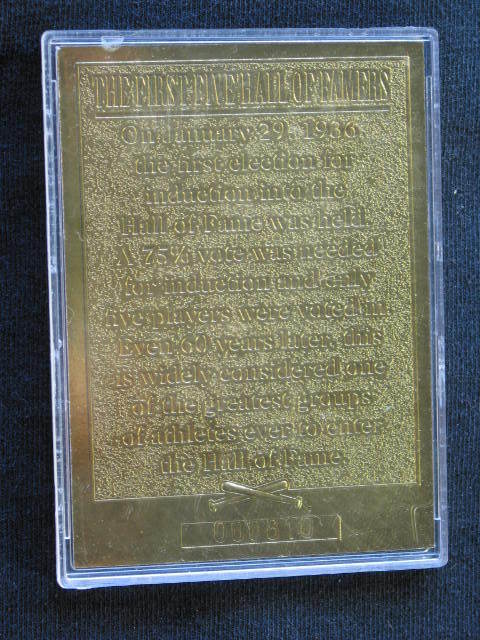 THE FIRST FIVE HALL OF FAMERS
On January 29, 1936,
the first election for
induction into the
Hall of Fame was held.
A 75% vote was needed
for induction and only
five players were voted in.
Even 60 years later, this
is widely considered one
of the greatest groups
of athletes ever to enter
the Hall of Fame.